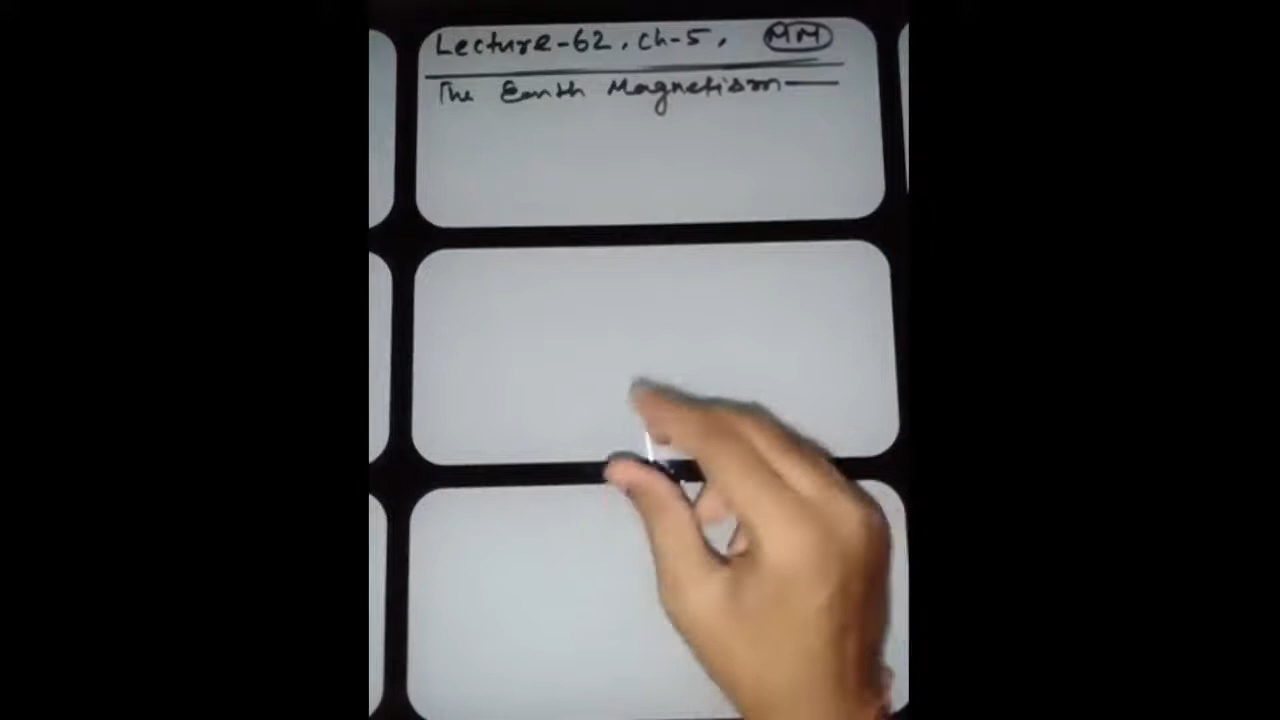 Lecture-62, Ch-5, MM
The Earth Magnetism—